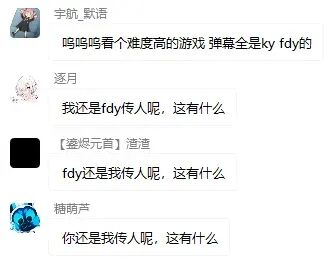 宇航_默语
呜呜呜看个难度高的游戏 弹幕全是ky fdy的
逐月
我还是fdy传人呢，这有什么
【鎏烬元首】渣渣
fdy还是我传人呢，这有什么
糖萌芦
你还是我传人呢，这有什么